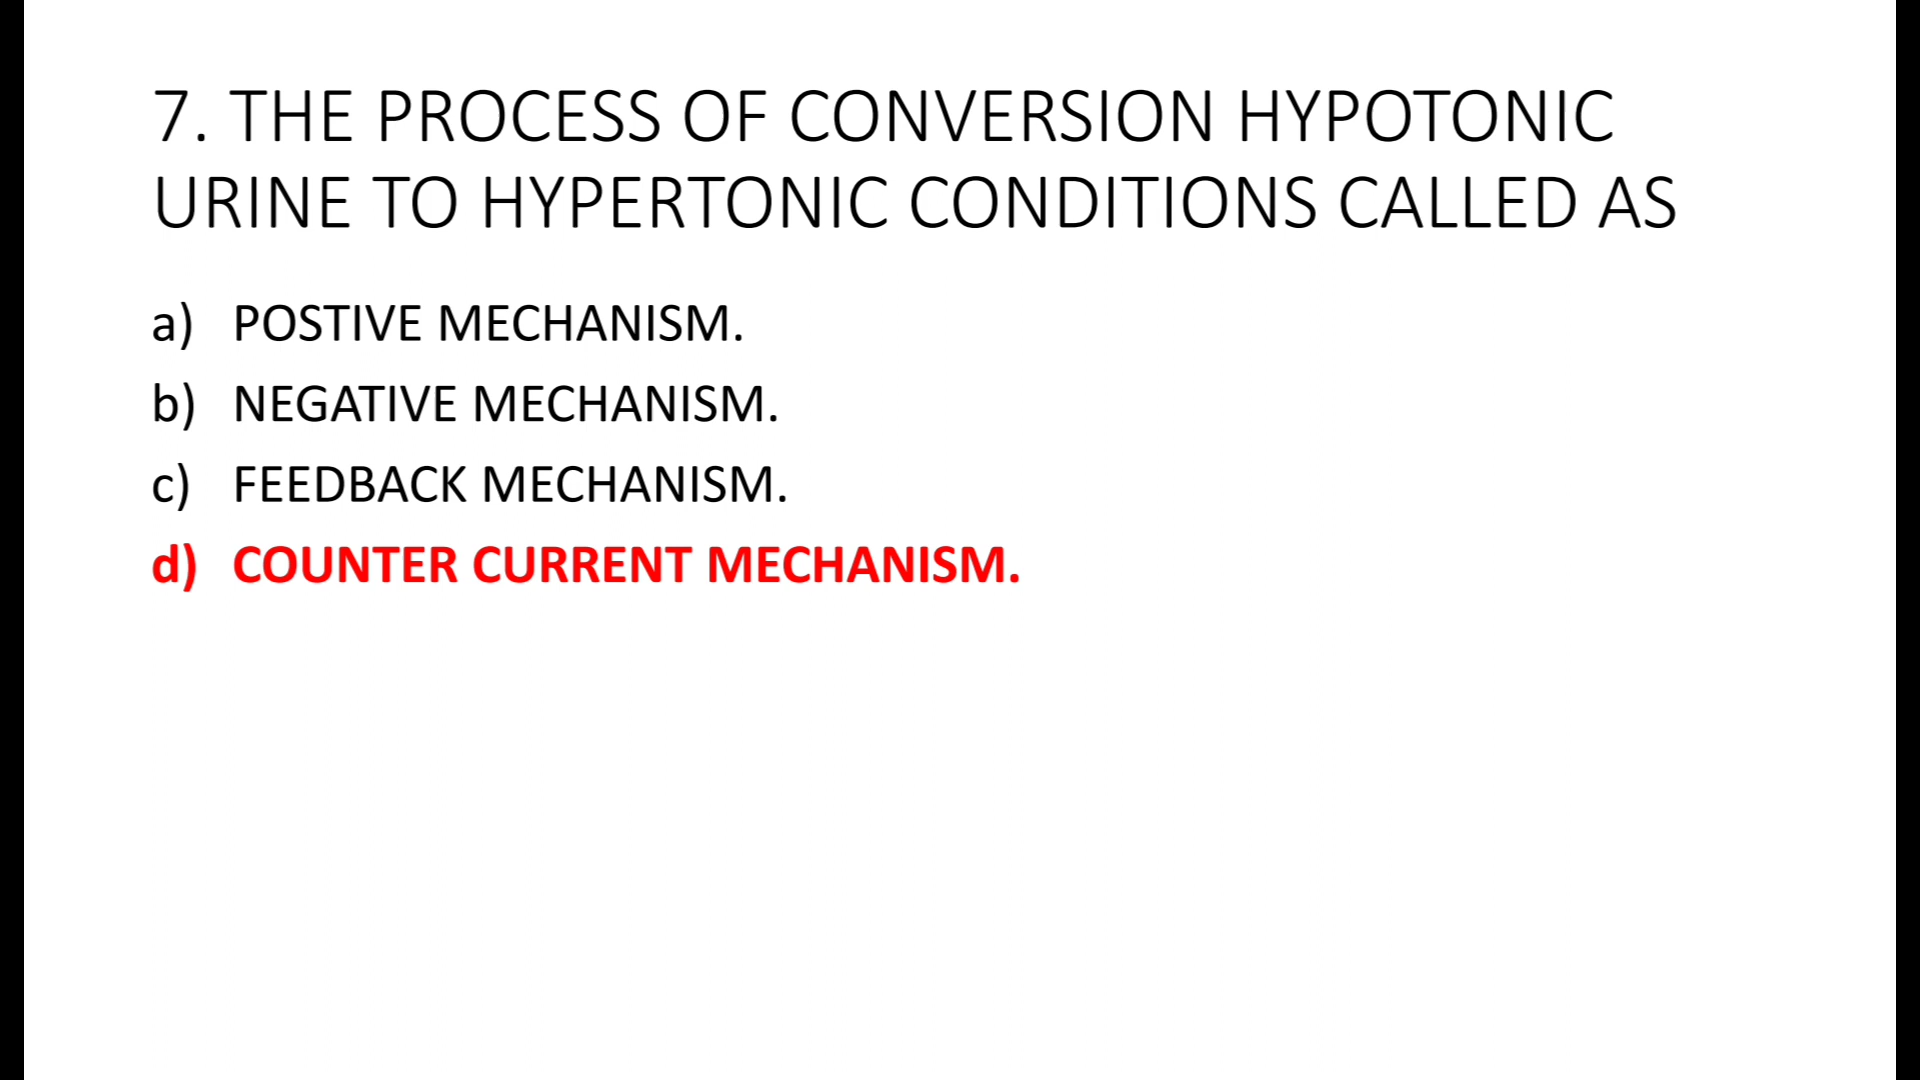 7. THE PROCESS OF CONVERSION HYPOTONIC
URINE TO HYPERTONIC CONDITIONS CALLED AS
a) POSTIVE MECHANISM.
b) NEGATIVE MECHANISM.
c) FEEDBACK MECHANISM.
d) COUNTER CURRENT MECHANISM.